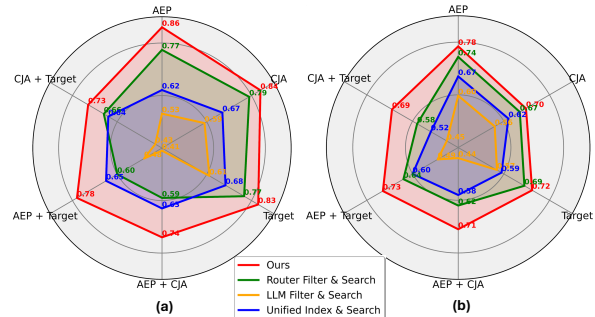 AEP
0.86
0.77
0.62
CJA
0.84
0.79
0.67
CJA + Target
0.73
0.64
AEP + Target
0.78
0.65
0.60
Target
0.83
0.77
0.68
AEP + CJA
0.74
0.63
0.59
(a)
AEP
0.78
0.74
0.67
CJA
0.70
0.67
0.62
CJA + Target
0.69
0.58
0.52
AEP + Target
0.73
0.60
Target
0.72
0.69
0.59
AEP + CJA
0.71
0.62
0.58
(b)
Ours
Router Filter & Search
LLM Filter & Search
Unified Index & Search